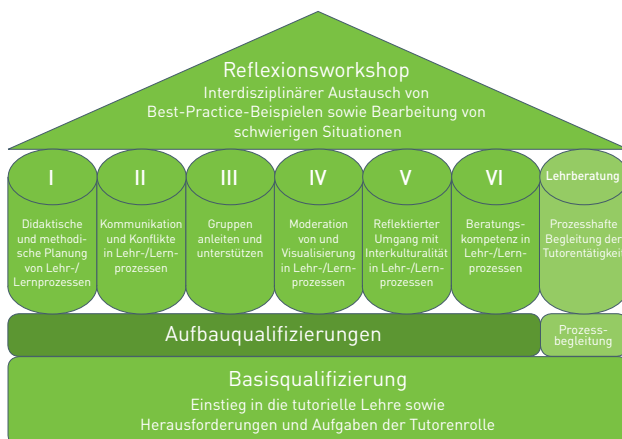 Reflexionsworkshop
Interdisziplinärer Austausch von
Best-Practice-Beispielen sowie Bearbeitung von
schwierigen Situationen
I
Didaktische
und methodi-
sche Planung
von Lehr-/
Lernprozessen
II
Kommunikation
und Konflikte
in Lehr-/Lern-
prozessen
III
Gruppen
anleiten und
unterstützen
IV
Moderation
von und
Visualisierung
in Lehr-/Lern-
prozessen
V
Reflektierter
Umgang mit
Interkulturalität
in Lehr-/Lern-
prozessen
VI
Beratungs-
kompetenz in
Lehr-/Lern-
prozessen
Lehrberatung
Prozesshafte
Begleitung der
Tutorentätigkeit
Aufbauqualifizierungen
Prozess-
begleitung
Basisqualifizierung
Einstieg in die tutorielle Lehre sowie
Herausforderungen und Aufgaben der Tutorenrolle